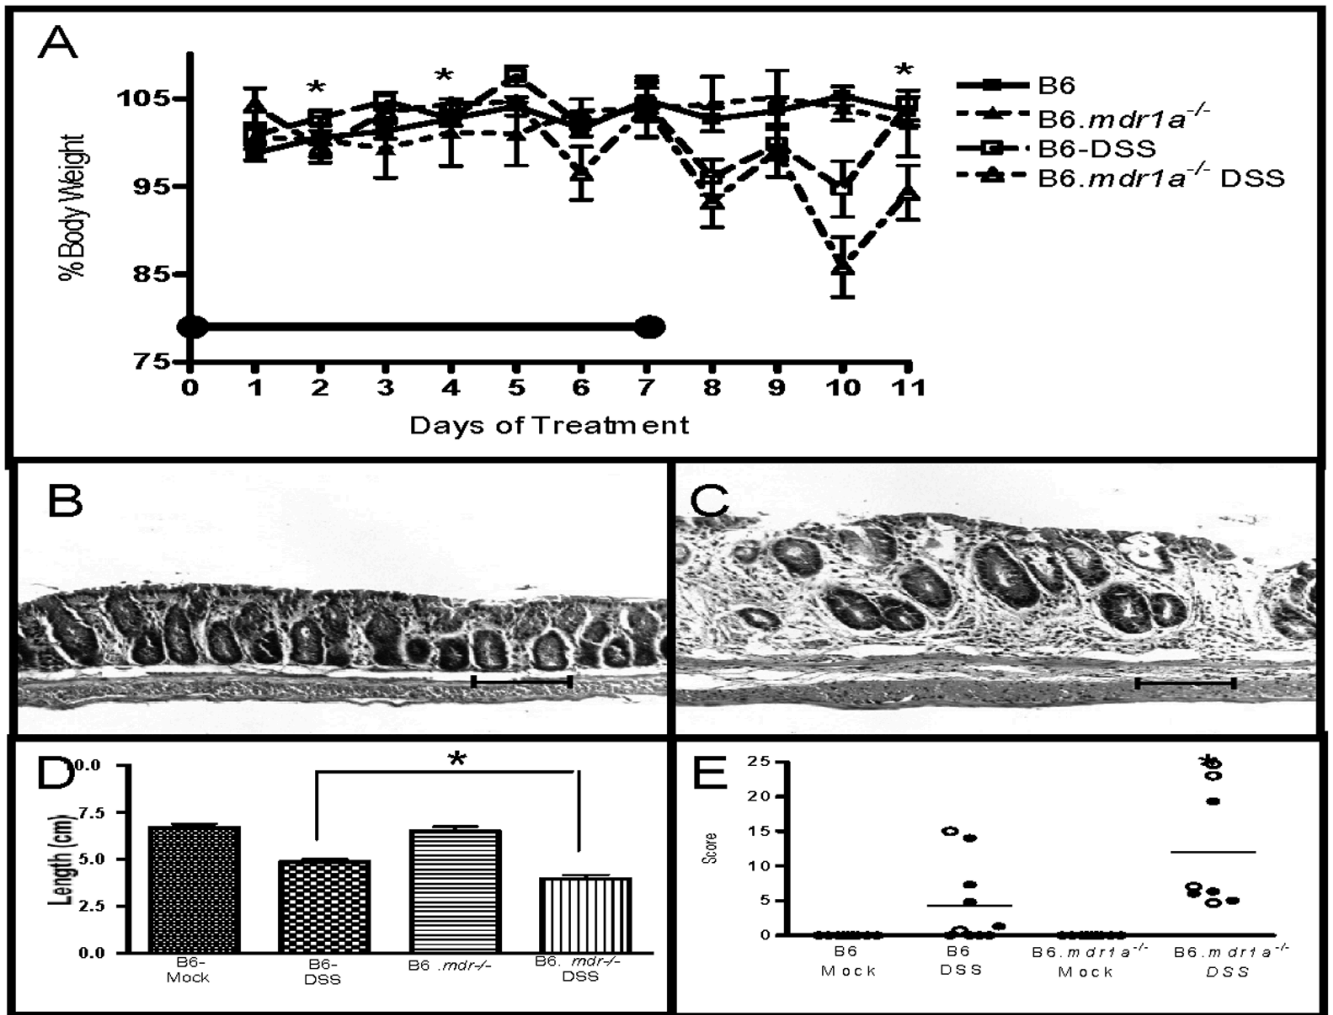 A
* * *
105
95
85
75
% Body Weight
0 1 2 3 4 5 6 7 8 9 10 11
Days of Treatment
B6
B6.mdr1a-/-
B6-DSS
B6.mdr1a-/- DSS
B
C
D
*
0.0
7.5
5.0
2.5
0.0
Length (cm)
B6- B6- B6 .mdr-/- B6. mdr-/-
Mock DSS DSS
E
*
25
20
15
10
5
0
Score
B6 B6 B6.mdr1a-/- B6.mdr1a-/-
Mock DSS Mock DSS